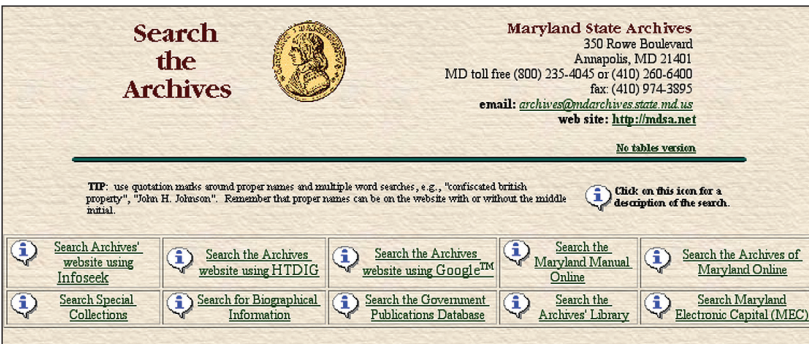 Search
the
Archives
Maryland State Archives
350 Rowe Boulevard
Annapolis, MD 21401
MD toll free (800) 235-4045 or (410) 260-6400
fax: (410) 974-3895
email: archives@mdarchives.state.md.us
web site: http://mdsa.net
No tables version
TIP: use quotation marks around proper names and multiple word searches, e.g., "confiscated british
property", "John H. Johnson". Remember that proper names can be on the website with or without the middle
initial.
Click on this icon for a
description of the search.
Search Archives'
website using
Infoseek
Search the Archives
website using HTDIG
Search the Archives
website using Google™
Search the
Maryland Manual
Online
Search the Archives of
Maryland Online
Search Special
Collections
Search for Biographical
Information
Search the Government
Publications Database
Search the
Archives' Library
Search Maryland
Electronic Capital (MEC)